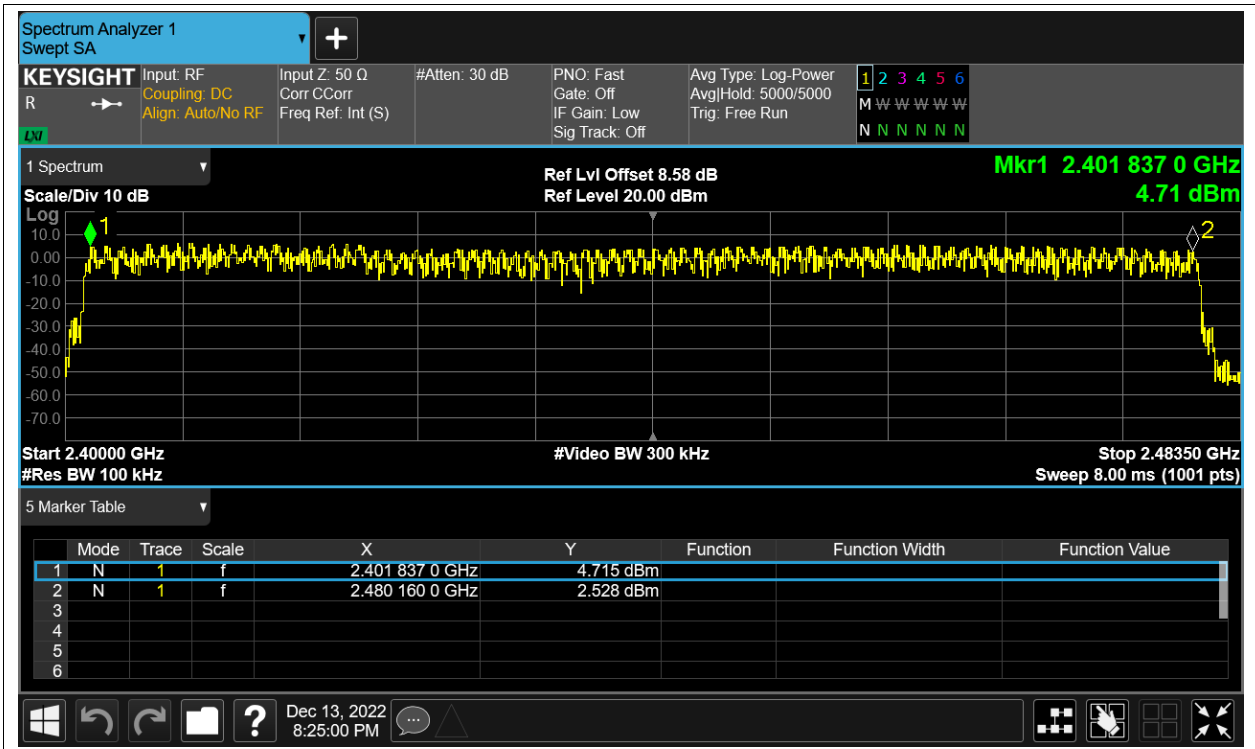 Spectrum Analyzer 1
Swept SA
+
KEYSIGHT Input: RF Input Z: 50 Ω #Atten: 30 dB PNO: Fast Avg Type: Log-Power 1 2 3 4 5 6
R Coupling: DC Corr CCorr Gate: Off Avg|Hold: 5000/5000 M W W W W W
Align: Auto/No RF Freq Ref: Int (S) IF Gain: Low Trig: Free Run
LXI Sig Track: Off N N N N N N
1 Spectrum Ref Lvl Offset 8.58 dB Mkr1 2.401 837 0 GHz
Scale/Div 10 dB Ref Level 20.00 dBm 4.71 dBm
Log
1 2
10.0
0.00
-10.0
-20.0
-30.0
-40.0
-50.0
-60.0
-70.0
Start 2.40000 GHz #Video BW 300 kHz Stop 2.48350 GHz
#Res BW 100 kHz Sweep 8.00 ms (1001 pts)
5 Marker Table
Mode Trace Scale X Y Function Function Width Function Value
1 N 1 f 2.401 837 0 GHz 4.715 dBm
2 N 1 f 2.480 160 0 GHz 2.528 dBm
3
4
5
6
? Dec 13, 2022
8:25:00 PM